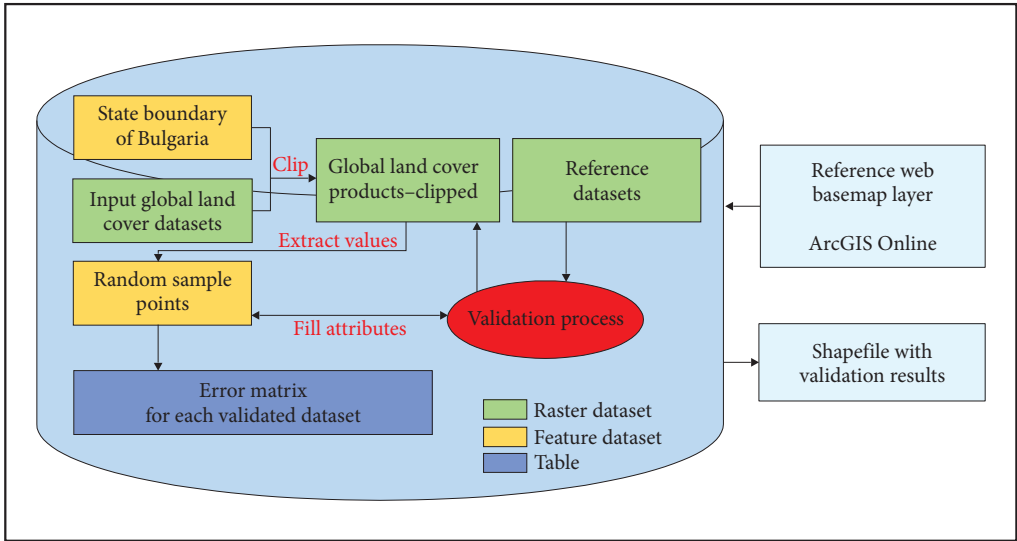 State boundary
of Bulgaria
Clip
Input global land
cover datasets
Global land cover
products–clipped
Reference
datasets
Extract values
Random sample
points
Fill attributes
Validation process
Error matrix
for each validated dataset
Raster dataset
Feature dataset
Table
Reference web
basemap layer
ArcGIS Online
Shapefile with
validation results